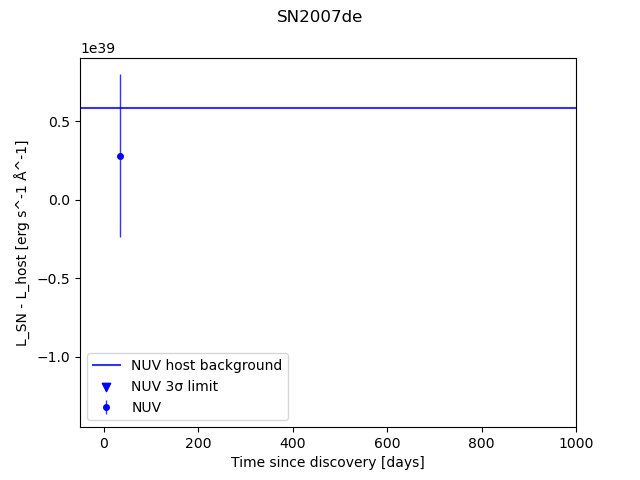 SN2007de
1e39
0.5
0.0
−0.5
−1.0
L_SN - L_host [erg s^-1 Å^-1]
NUV host background
NUV 3σ limit
NUV
0 200 400 600 800 1000
Time since discovery [days]